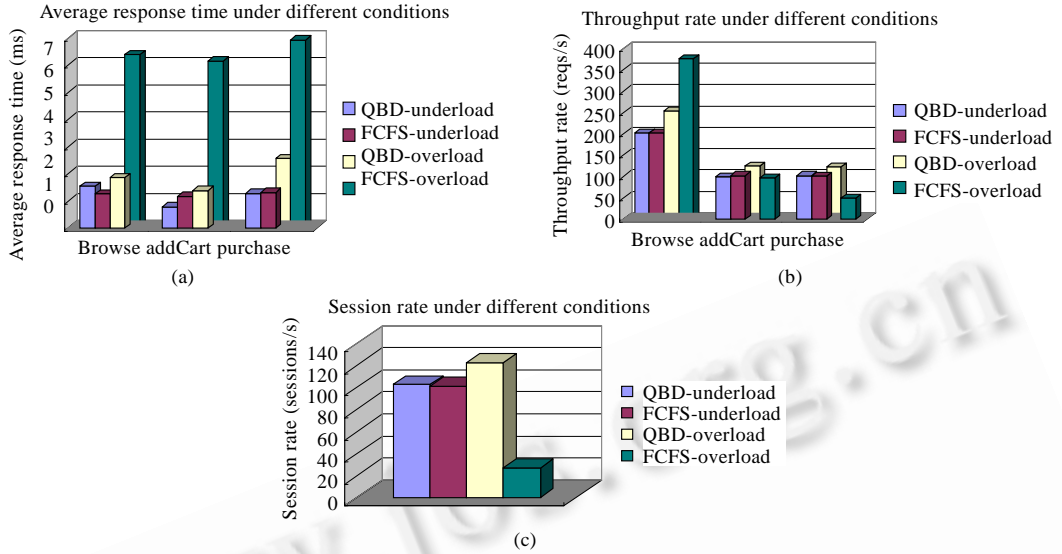 Average response time under different conditions
Average response time (ms)
7
6
5
4
3
2
1
0
Browse addCart purchase
QBD-underload
FCFS-underload
QBD-overload
FCFS-overload
(a)
Throughput rate under different conditions
Throughput rate (reqs/s)
400
350
300
250
200
150
100
50
0
Browse addCart purchase
QBD-underload
FCFS-underload
QBD-overload
FCFS-overload
(b)
Session rate under different conditions
Session rate (sessions/s)
140
120
100
80
60
40
20
0
QBD-underload
FCFS-underload
QBD-overload
FCFS-overload
(c)
.org.cn